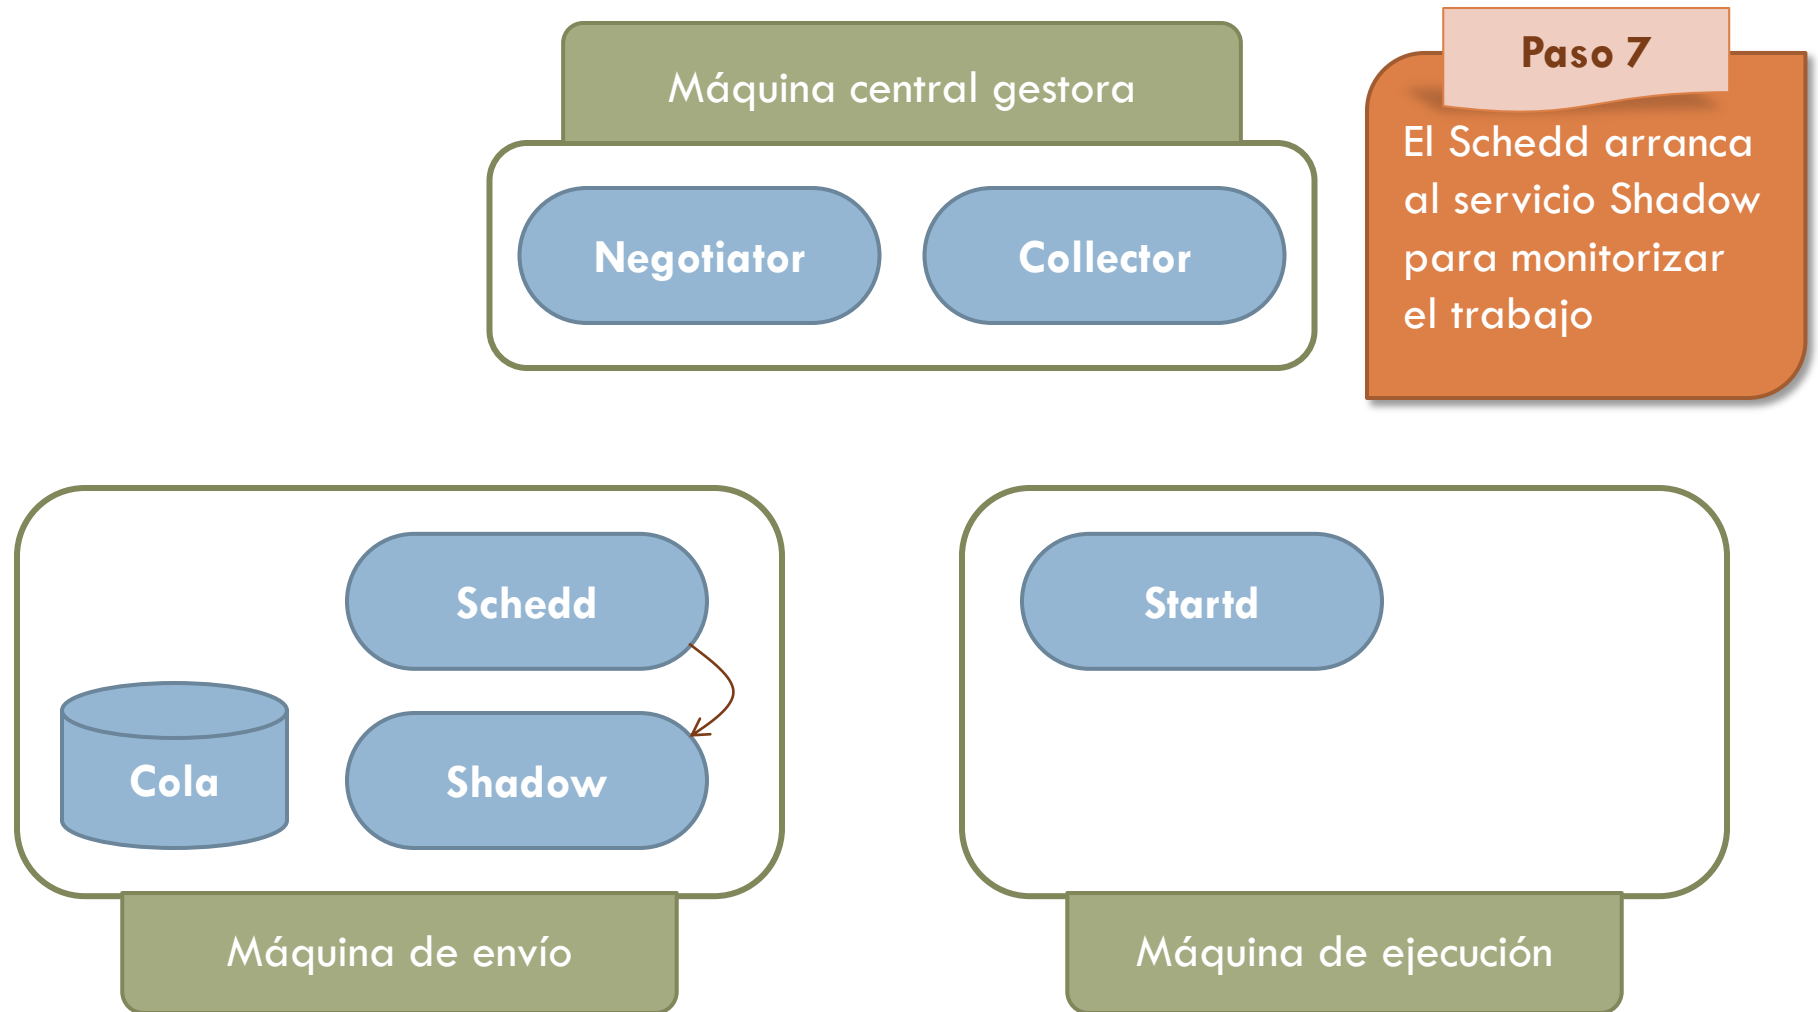 Máquina central gestora
Negotiator
Collector
Paso 7
El Schedd arranca
al servicio Shadow
para monitorizar
el trabajo
Schedd
Cola
Shadow
Máquina de envío
Startd
Máquina de ejecución